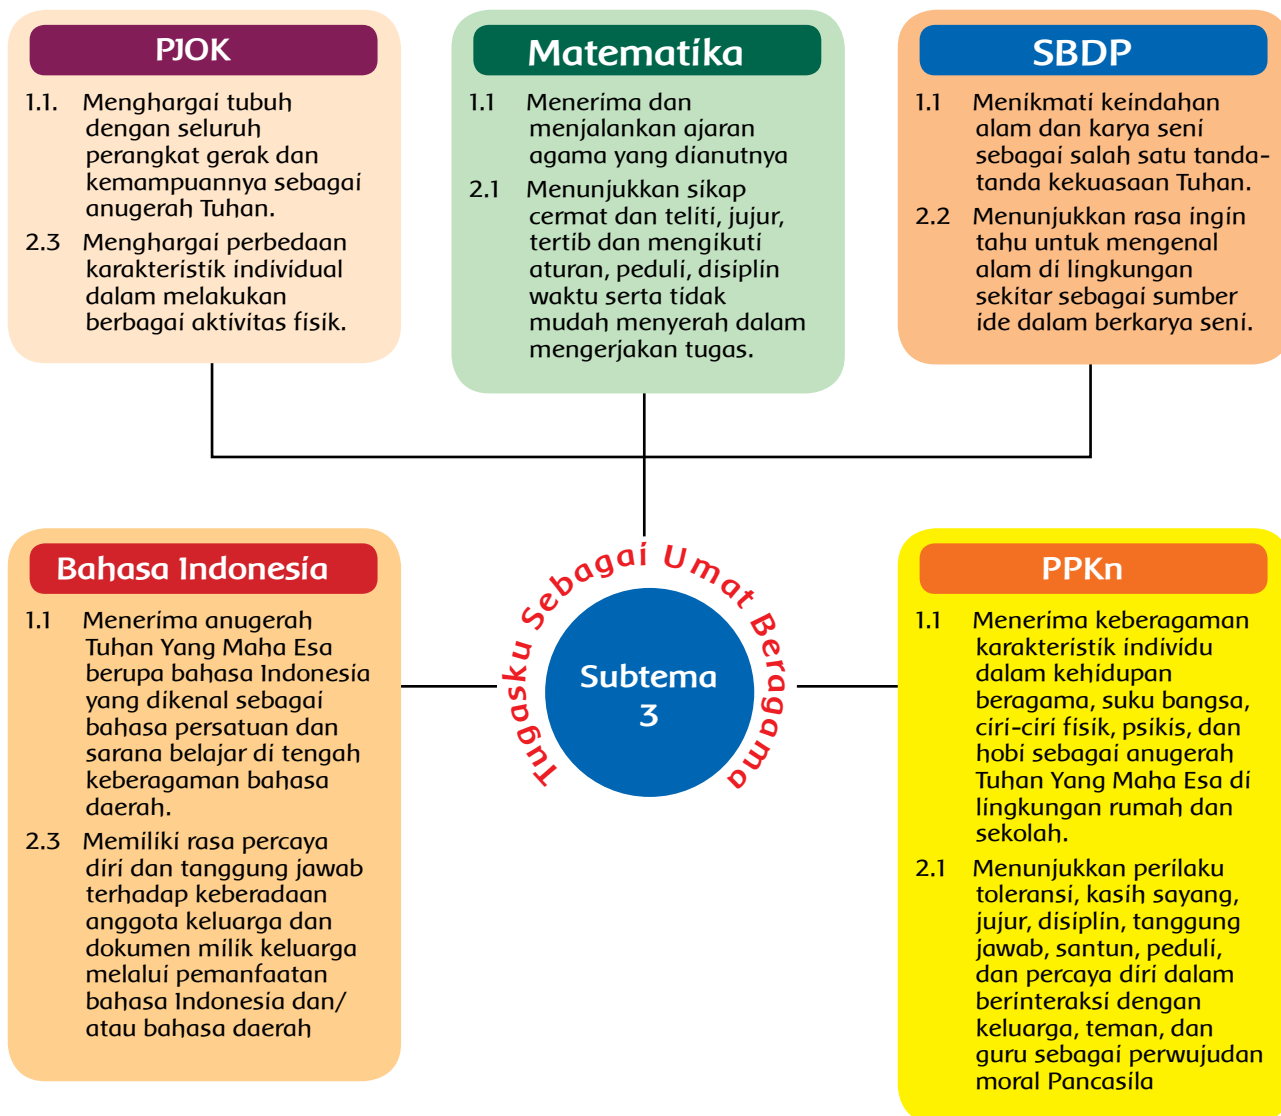 PJOK
1.1. Menghargai tubuh
dengan seluruh
perangkat gerak dan
kemampuannya sebagai
anugerah Tuhan.
2.3 Menghargai perbedaan
karakteristik individual
dalam melakukan
berbagai aktivitas fisik.
Matematika
1.1 Menerima dan
menjalankan ajaran
agama yang dianutnya
2.1 Menunjukkan sikap
cermat dan teliti, jujur,
tertib dan mengikuti
aturan, peduli, disiplin
waktu serta tidak
mudah menyerah dalam
mengerjakan tugas.
SBDP
1.1 Menikmati keindahan
alam dan karya seni
sebagai salah satu tanda-
tanda kekuasaan Tuhan.
2.2 Menunjukkan rasa ingin
tahu untuk mengenal
alam di lingkungan
sekitar sebagai sumber
ide dalam berkarya seni.
Bahasa Indonesia
1.1 Menerima anugerah
Tuhan Yang Maha Esa
berupa bahasa Indonesia
yang dikenal sebagai
bahasa persatuan dan
sarana belajar di tengah
keberagaman bahasa
daerah.
2.3 Memiliki rasa percaya
diri dan tanggung jawab
terhadap keberadaan
anggota keluarga dan
dokumen milik keluarga
melalui pemanfaatan
bahasa Indonesia dan/
atau bahasa daerah
Tugasku Sebagai Umat Beragama
Subtema
3
PPKn
1.1 Menerima keberagaman
karakteristik individu
dalam kehidupan
beragama, suku bangsa,
ciri-ciri fisik, psikis, dan
hobi sebagai anugerah
Tuhan Yang Maha Esa di
lingkungan rumah dan
sekolah.
2.1 Menunjukkan perilaku
toleransi, kasih sayang,
jujur, disiplin, tanggung
jawab, santun, peduli,
dan percaya diri dalam
berinteraksi dengan
keluarga, teman, dan
guru sebagai perwujudan
moral Pancasila